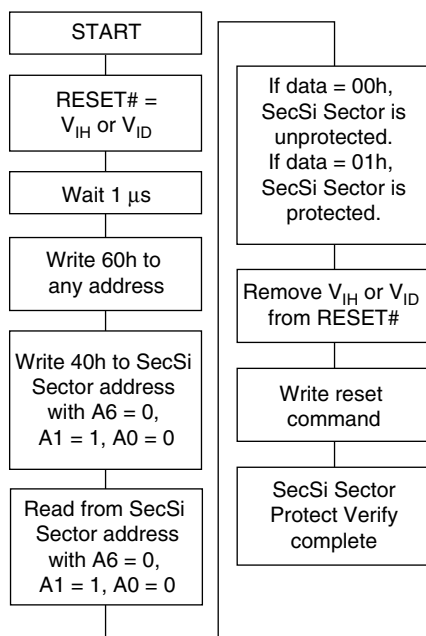 START
RESET# =
V_IH or V_ID
Wait 1 μs
Write 60h to
any address
Write 40h to SecSi
Sector address
with A6 = 0,
A1 = 1, A0 = 0
Read from SecSi
Sector address
with A6 = 0,
A1 = 1, A0 = 0
If data = 00h,
SecSi Sector is
unprotected.
If data = 01h,
SecSi Sector is
protected.
Remove V_IH or V_ID
from RESET#
Write reset
command
SecSi Sector
Protect Verify
complete